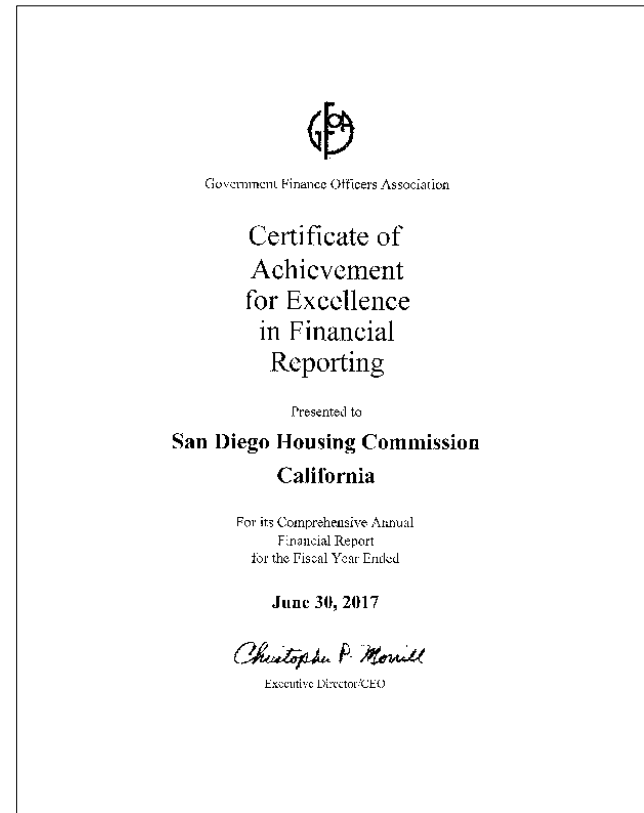 GFOA
Government Finance Officers Association
Certificate of
Achievement
for Excellence
in Financial
Reporting
Presented to
San Diego Housing Commission
California
For its Comprehensive Annual
Financial Report
for the Fiscal Year Ended
June 30, 2017
Christopher P. Morrill
Executive Director/CEO